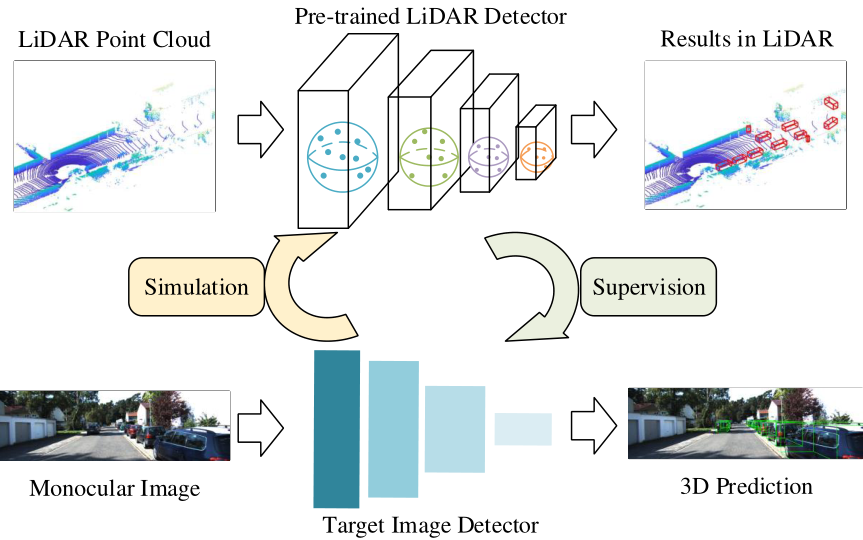 Pre-trained LiDAR Detector
LiDAR Point Cloud
Results in LiDAR
Simulation
Supervision
Monocular Image
3D Prediction
Target Image Detector